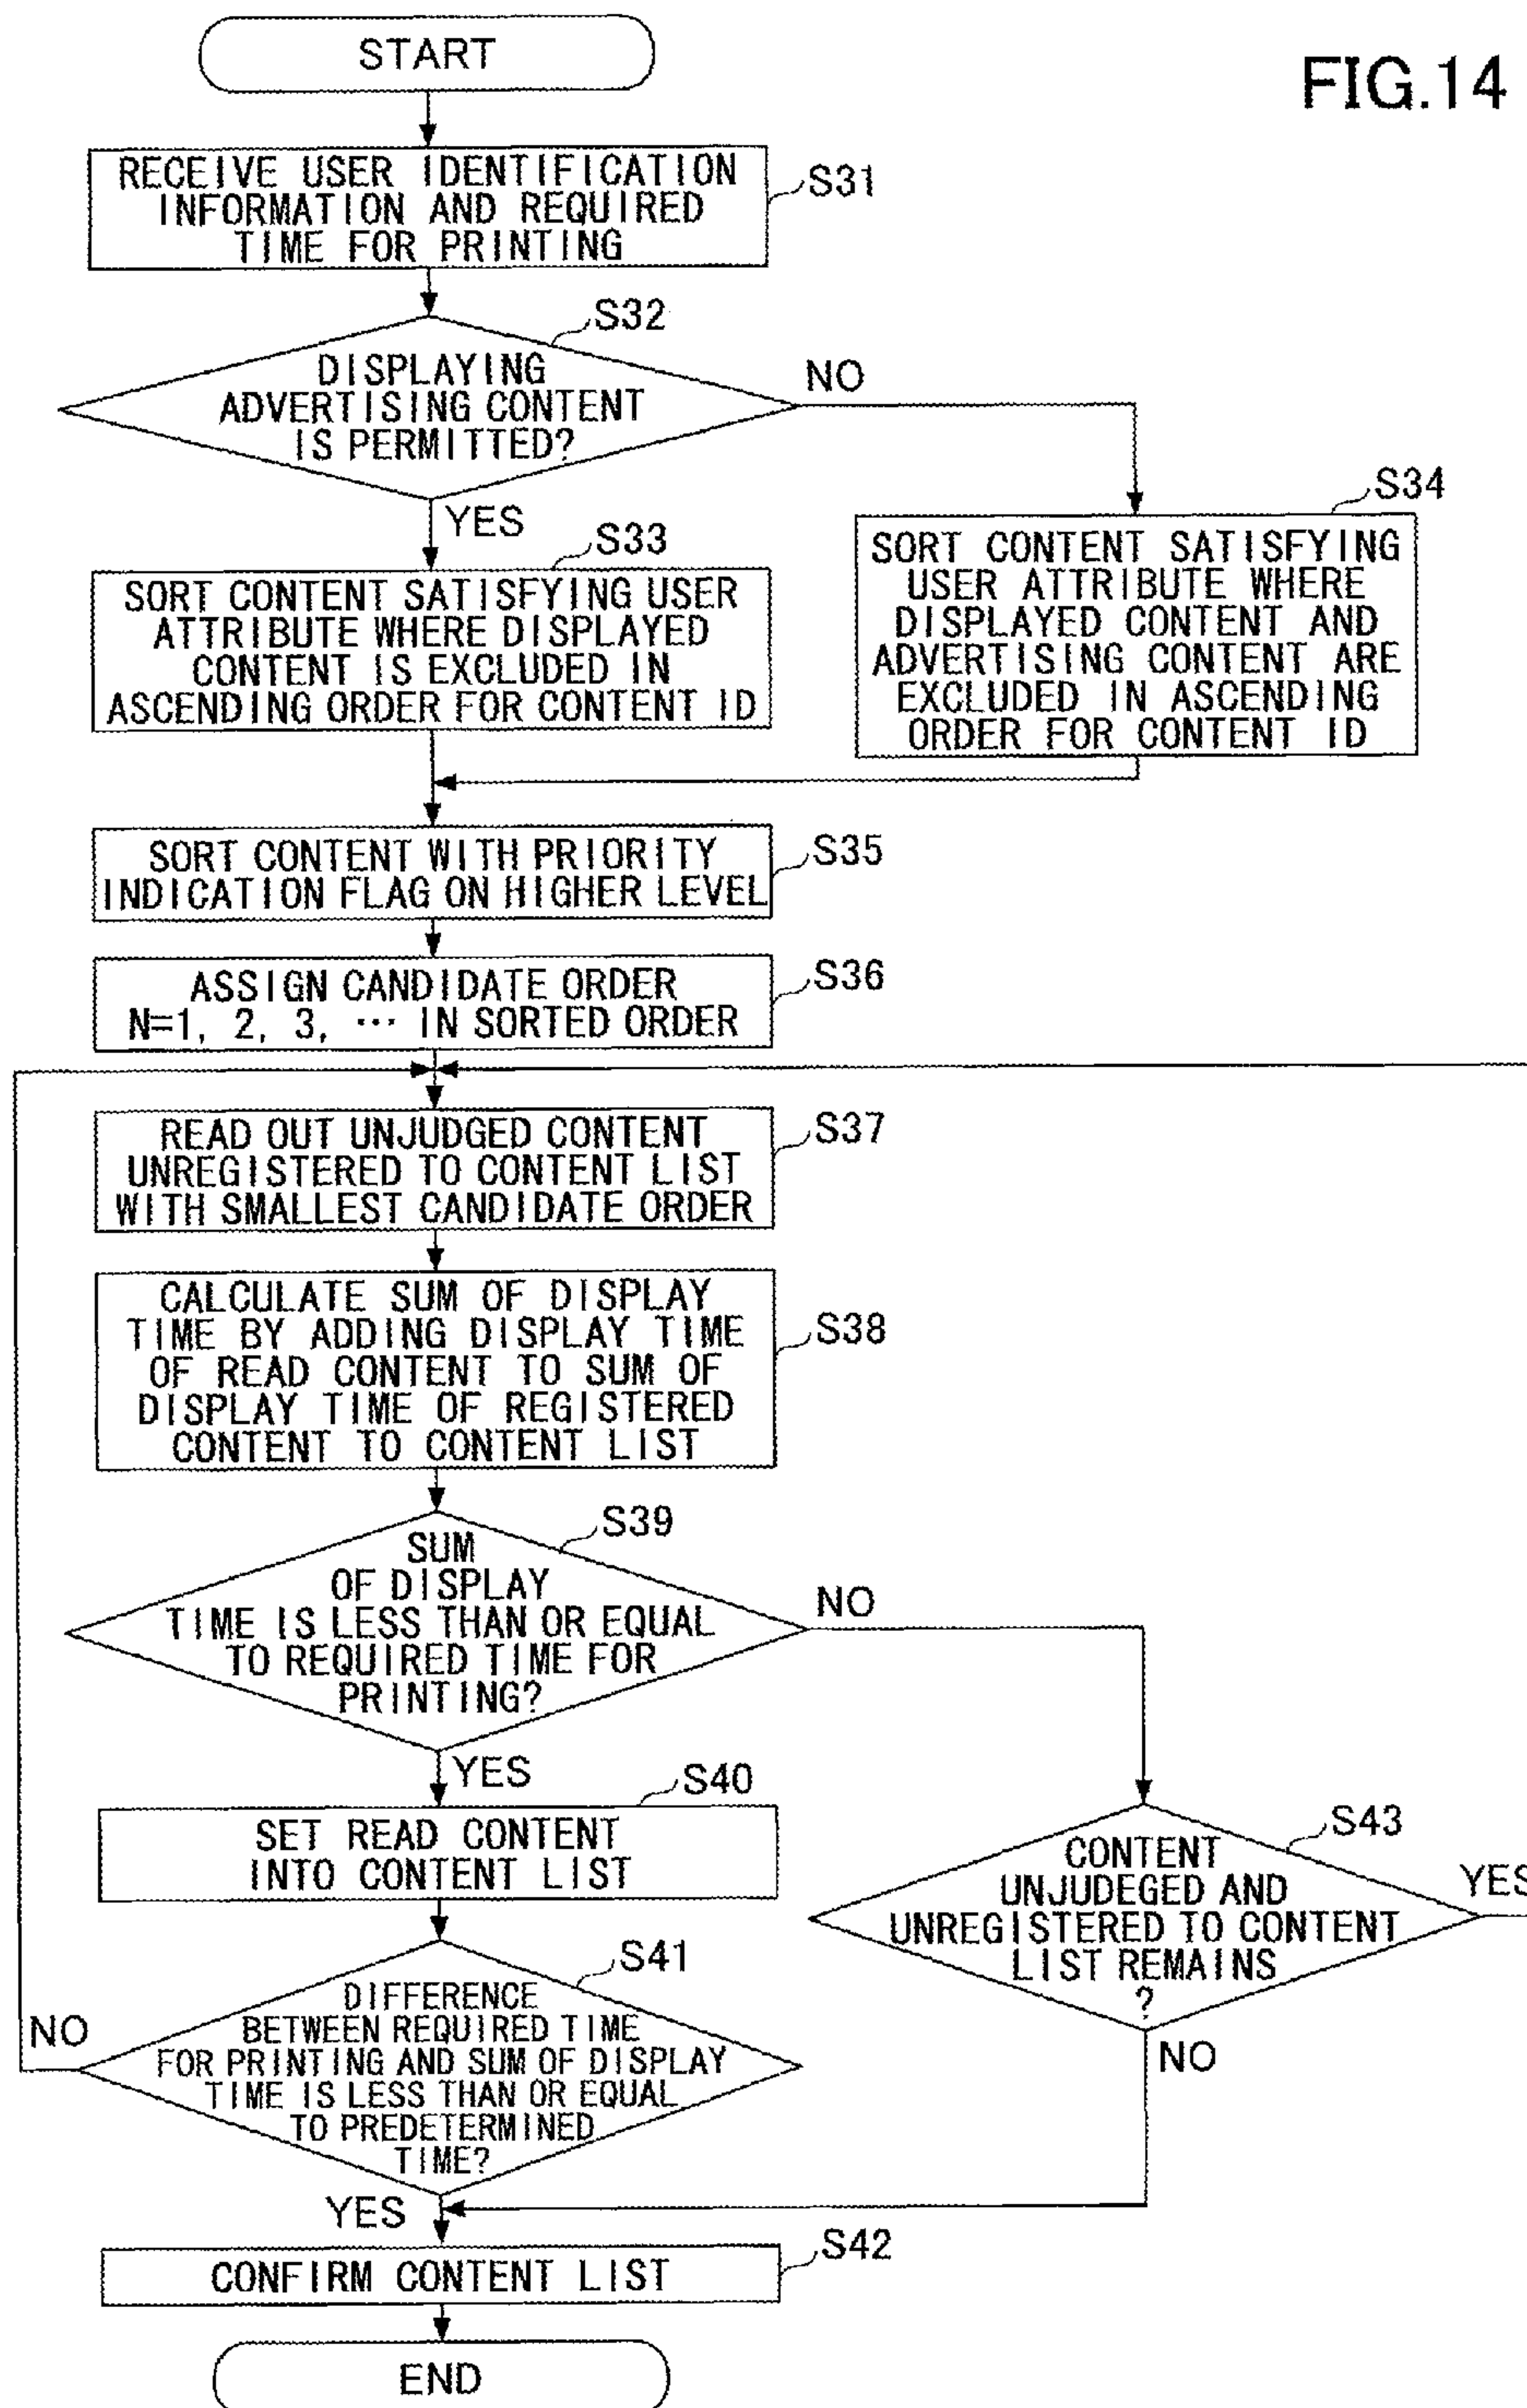 FIG.14
START
RECEIVE USER IDENTIFICATION
INFORMATION AND REQUIRED
TIME FOR PRINTING
S31
S32
DISPLAYING
ADVERTISING CONTENT
IS PERMITTED?
NO
YES
S33
SORT CONTENT SATISFYING USER
ATTRIBUTE WHERE DISPLAYED
CONTENT IS EXCLUDED IN
ASCENDING ORDER FOR CONTENT ID
S34
SORT CONTENT SATISFYING
USER ATTRIBUTE WHERE
DISPLAYED CONTENT AND
ADVERTISING CONTENT ARE
EXCLUDED IN ASCENDING
ORDER FOR CONTENT ID
SORT CONTENT WITH PRIORITY
INDICATION FLAG ON HIGHER LEVEL
S35
ASSIGN CANDIDATE ORDER
N=1, 2, 3, ··· IN SORTED ORDER
S36
READ OUT UNJUDGED CONTENT
UNREGISTERED TO CONTENT LIST
WITH SMALLEST CANDIDATE ORDER
S37
CALCULATE SUM OF DISPLAY
TIME BY ADDING DISPLAY TIME
OF READ CONTENT TO SUM OF
DISPLAY TIME OF REGISTERED
CONTENT TO CONTENT LIST
S38
S39
SUM
OF DISPLAY
TIME IS LESS THAN OR EQUAL
TO REQUIRED TIME FOR
PRINTING?
NO
YES
S40
SET READ CONTENT
INTO CONTENT LIST
S43
CONTENT
UNJUDEGED AND
UNREGISTERED TO CONTENT
LIST REMAINS
?
YES
NO
S41
DIFFERENCE
BETWEEN REQUIRED TIME
FOR PRINTING AND SUM OF DISPLAY
TIME IS LESS THAN OR EQUAL
TO PREDETERMINED
TIME?
NO
YES
S42
CONFIRM CONTENT LIST
END